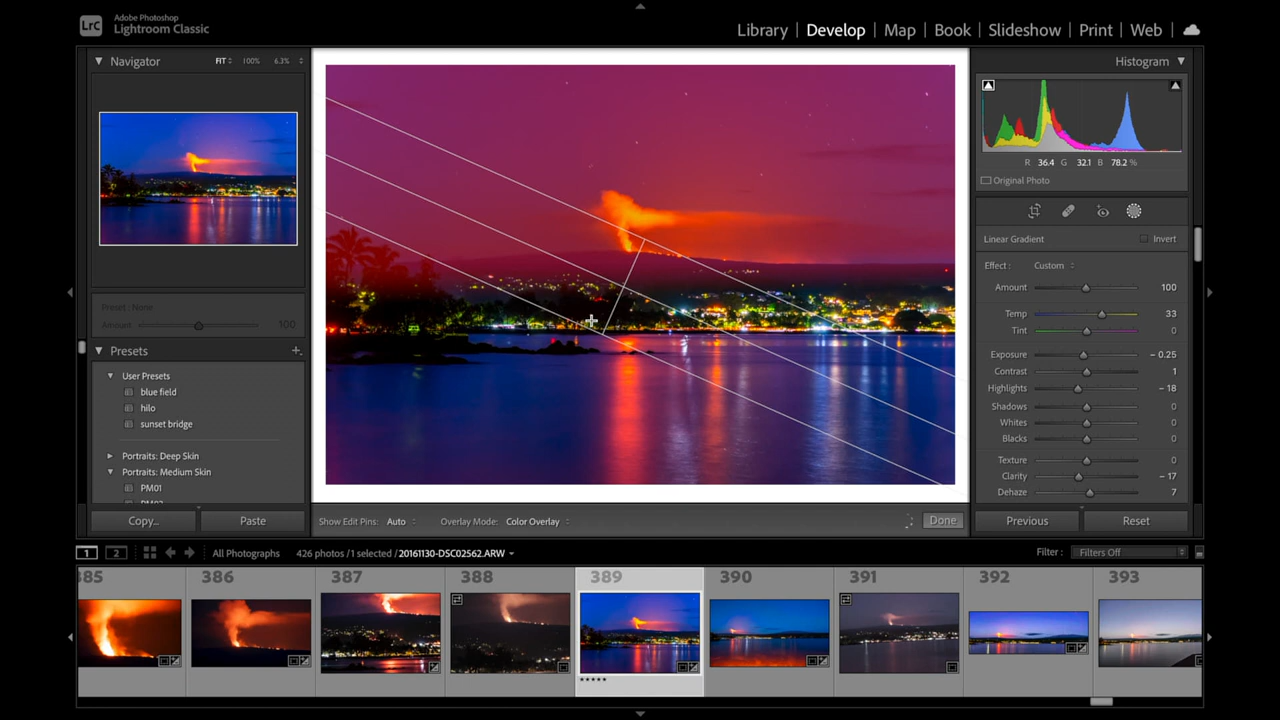 LrC
Adobe Photoshop
Lightroom Classic
Library | Develop | Map | Book | Slideshow | Print | Web
Navigator FIT 100% 6.3%
Preset : None
Amount 100
Presets +
User Presets
blue field
hilo
sunset bridge
Portraits: Deep Skin
Portraits: Medium Skin
PM01
Copy... Paste
Show Edit Pins: Auto Overlay Mode: Color Overlay Done
Histogram
R 36.4 G 32.1 B 78.2 %
Original Photo
Linear Gradient Invert
Effect : Custom
Amount 100
Temp 33
Tint 0
Exposure – 0.25
Contrast 1
Highlights – 18
Shadows 0
Whites 0
Blacks 0
Texture 0
Clarity – 17
Dehaze 7
Previous Reset
1 2 All Photographs 426 photos / 1 selected / 20161130-DSC02562.ARW Filter : Filters Off
385 386 387 388 389 390 391 392 393